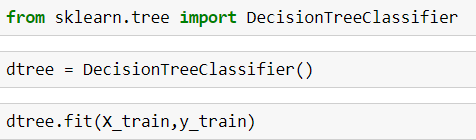 from sklearn.tree import DecisionTreeClassifier
dtree = DecisionTreeClassifier()
dtree.fit(X_train,y_train)